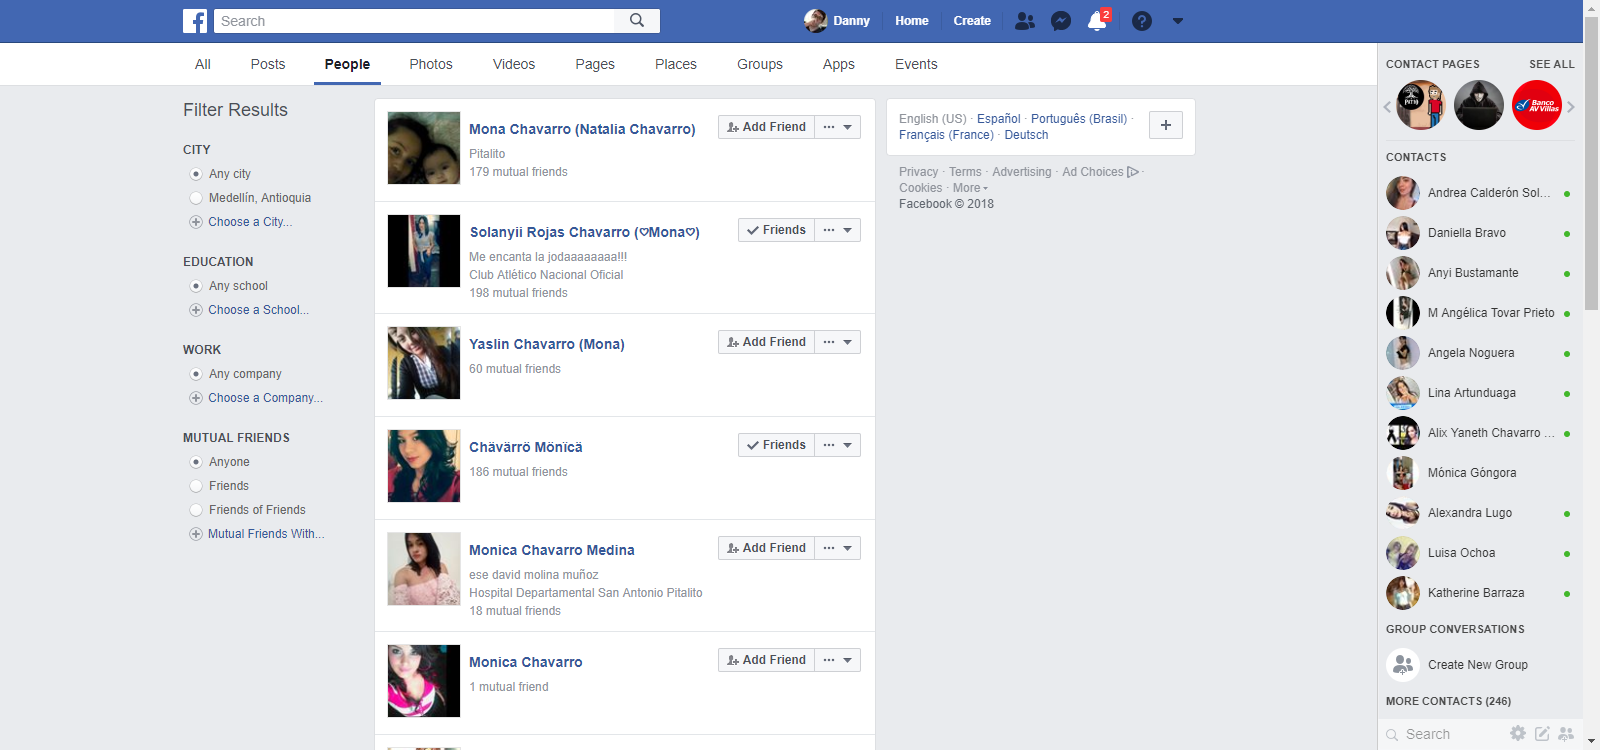 Search
Danny
Home
Create
2
All
Posts
People
Photos
Videos
Pages
Places
Groups
Apps
Events
Filter Results
CITY
Any city
Medellín, Antioquia
Choose a City...
EDUCATION
Any school
Choose a School...
WORK
Any company
Choose a Company...
MUTUAL FRIENDS
Anyone
Friends
Friends of Friends
Mutual Friends With...
Mona Chavarro (Natalia Chavarro)
Pitalito
179 mutual friends
Add Friend
Solanyii Rojas Chavarro (♡Mona♡)
Me encanta la jodaaaaaaaa!!!
Club Atlético Nacional Oficial
198 mutual friends
Friends
Yaslin Chavarro (Mona)
60 mutual friends
Add Friend
Chävärrö Mönïcä
186 mutual friends
Friends
Monica Chavarro Medina
ese david molina muñoz
Hospital Departamental San Antonio Pitalito
18 mutual friends
Add Friend
Monica Chavarro
1 mutual friend
Add Friend
English (US) · Español · Português (Brasil) ·
Français (France) · Deutsch
Privacy · Terms · Advertising · Ad Choices ·
Cookies · More
Facebook © 2018
CONTACT PAGES
SEE ALL
Banco
AV Villas
CONTACTS
Andrea Calderón Sol...
Daniella Bravo
Anyi Bustamante
M Angélica Tovar Prieto
Angela Noguera
Lina Artunduaga
Alix Yaneth Chavarro ...
Mónica Góngora
Alexandra Lugo
Luisa Ochoa
Katherine Barraza
GROUP CONVERSATIONS
Create New Group
MORE CONTACTS (246)
Search